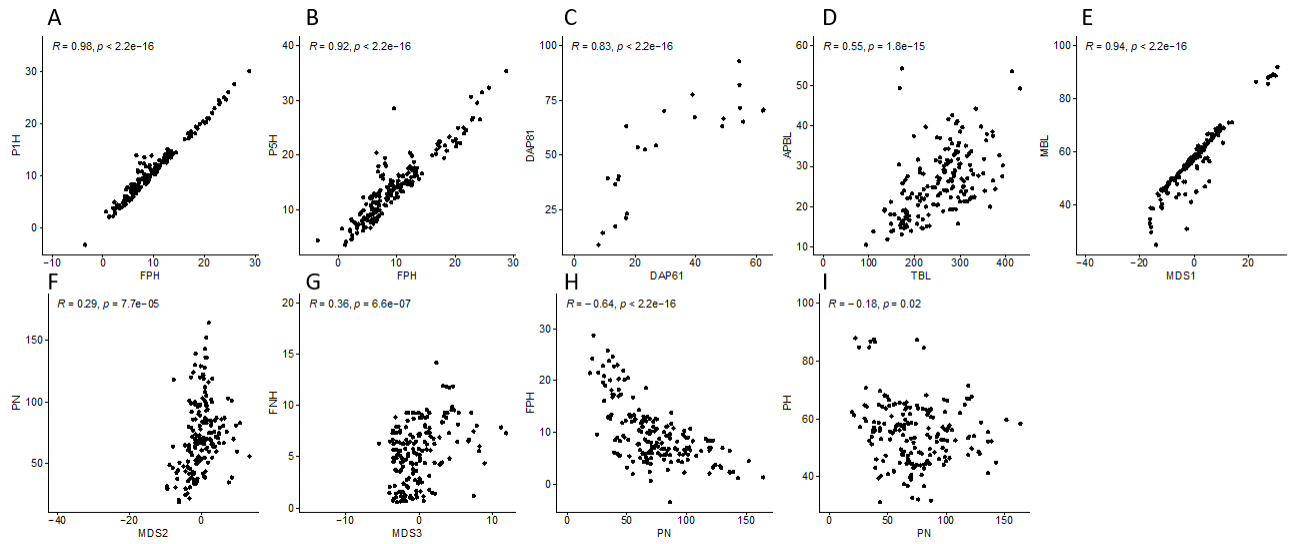 A
B
C
D
E
R = 0.98, p < 2.2e−16
R = 0.92, p < 2.2e−16
R = 0.83, p < 2.2e−16
R = 0.55, p = 1.8e−15
R = 0.94, p < 2.2e−16
P1H
30
20
10
0
−10 0 10 20 30
FPH
P5H
40
30
20
10
0 10 20 30
FPH
DAP81
100
75
50
25
0 20 40 60
DAP61
APBL
60
50
40
30
20
10
0 100 200 300 400
TBL
MBL
100
80
60
40
−40 −20 0 20
MDS1
F
G
H
I
R = 0.29, p = 7.7e−05
R = 0.36, p = 6.6e−07
R = −0.64, p < 2.2e−16
R = −0.18, p = 0.02
PN
150
100
50
−40 −20 0
MDS2
FNH
20
15
10
5
0
−10 0 10
MDS3
FPH
30
20
10
0
0 50 100 150
PN
PH
100
80
60
40
0 50 100 150
PN